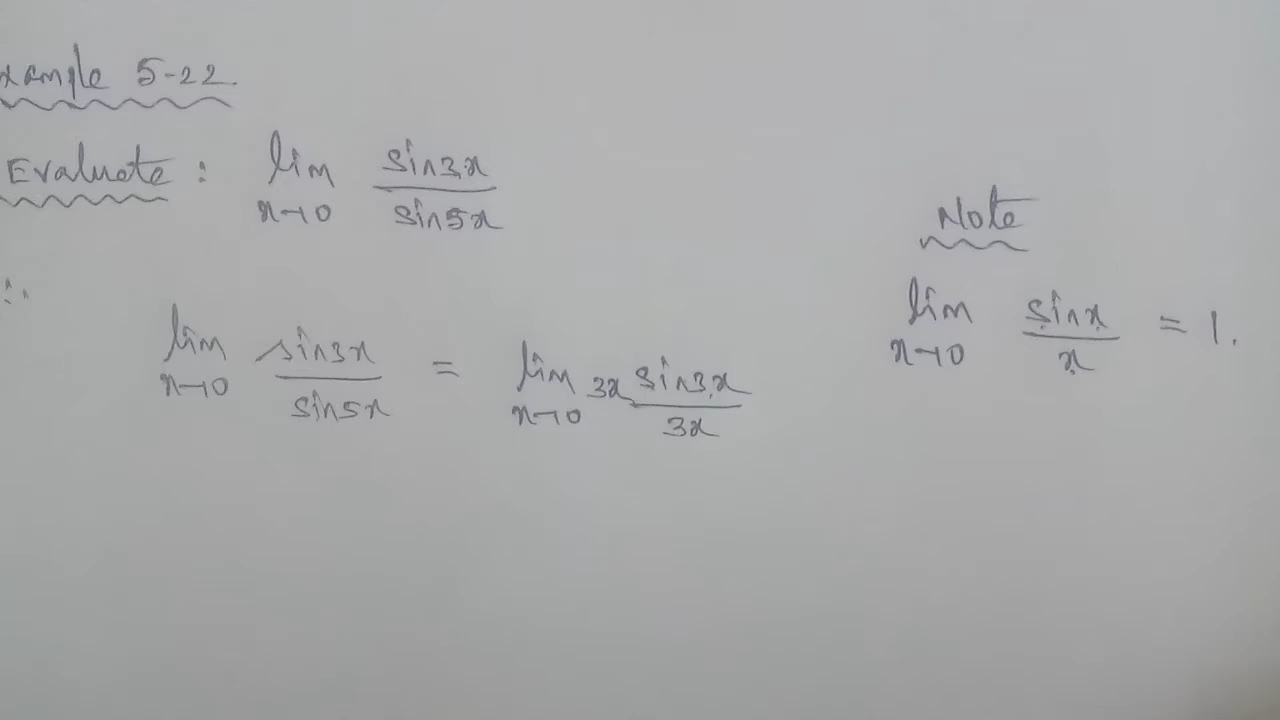 xample 5-22.
Evaluate : lim x→0 sin3x / sin5x
Note
lim x→0 sinx / x = 1.
∴ lim x→0 sin3x / sin5x = lim x→0 3x sin3x / 3x